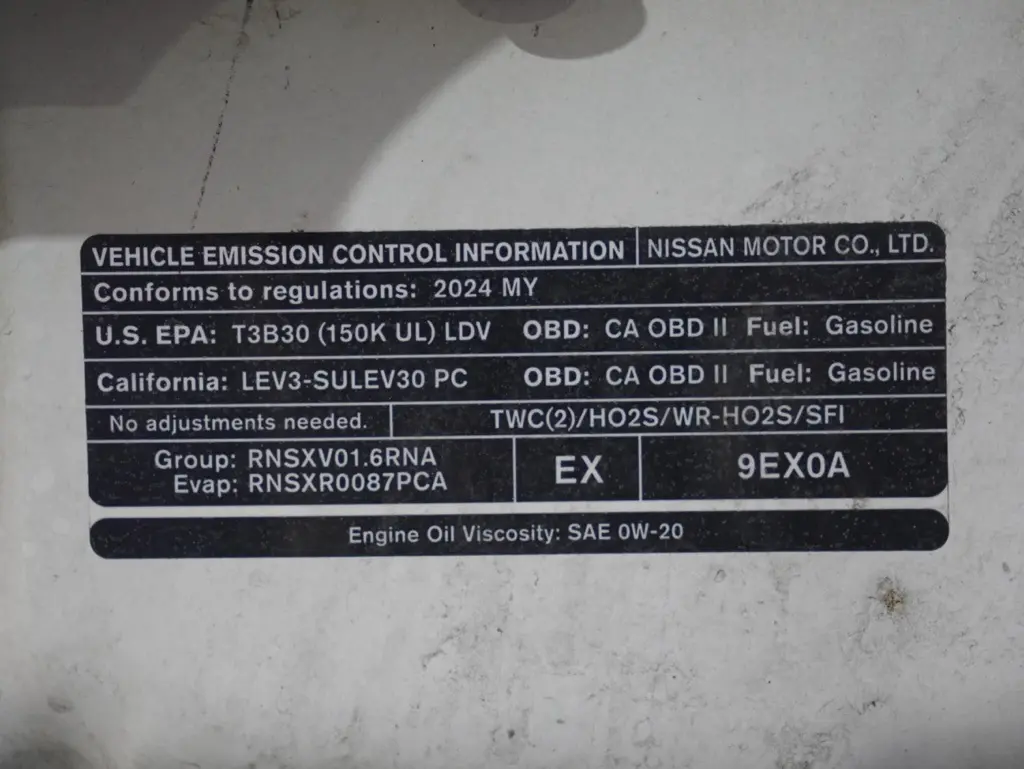 VEHICLE EMISSION CONTROL INFORMATION NISSAN MOTOR CO., LTD.
Conforms to regulations: 2024 MY
U.S. EPA: T3B30 (150K UL) LDV OBD: CA OBD II Fuel: Gasoline
California: LEV3-SULEV30 PC OBD: CA OBD II Fuel: Gasoline
No adjustments needed. TWC(2)/HO2S/WR-HO2S/SFI
Group: RNSXV01.6RNA
Evap: RNSXR0087PCA
EX
9EX0A
Engine Oil Viscosity: SAE 0W-20